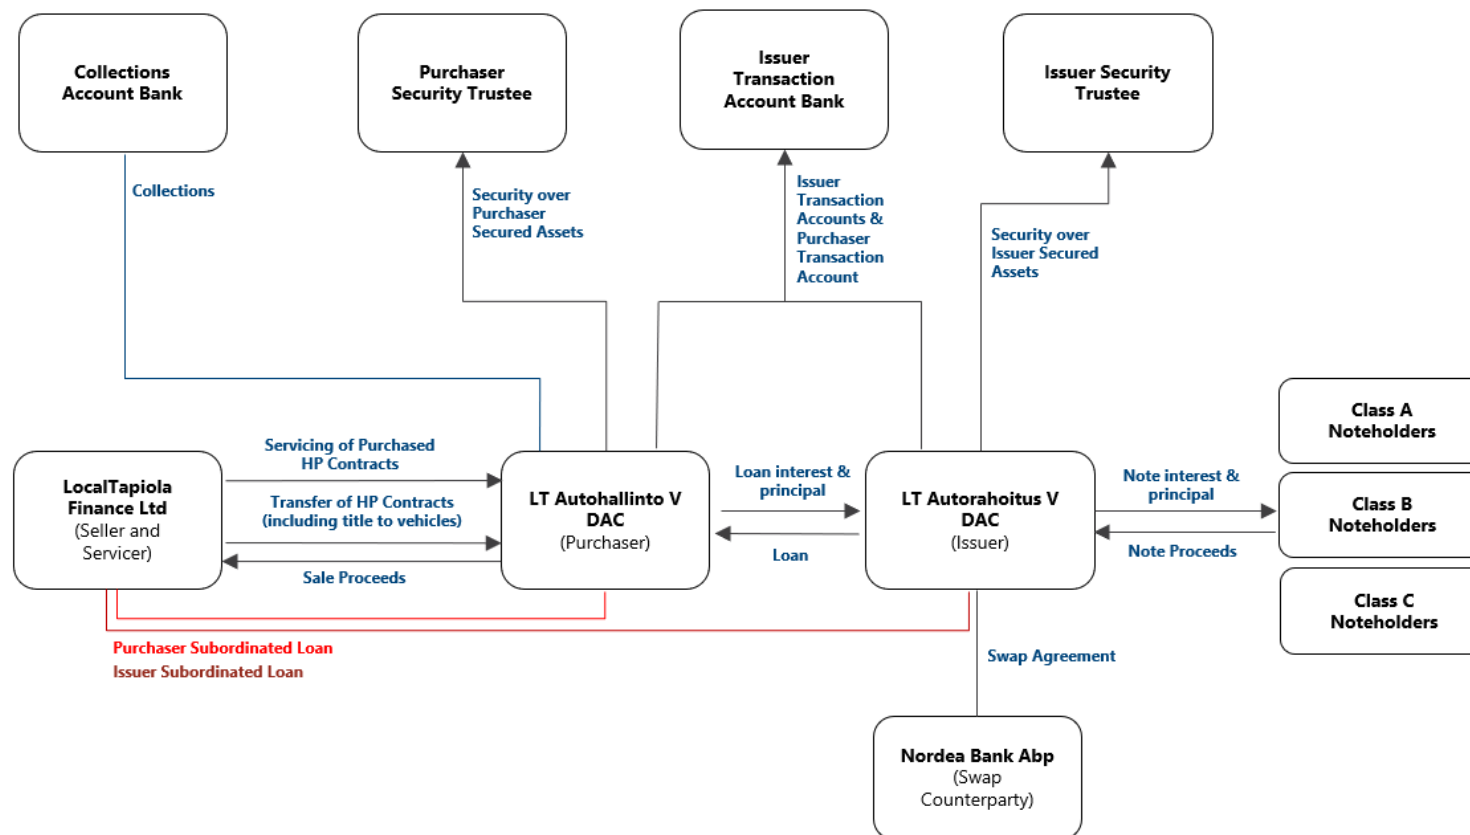 Collections
Account Bank
Purchaser
Security Trustee
Issuer
Transaction
Account Bank
Issuer Security
Trustee
Collections
Security over
Purchaser
Secured Assets
Issuer
Transaction
Accounts &
Purchaser
Transaction
Account
Security over
Issuer Secured
Assets
Servicing of Purchased
HP Contracts
Transfer of HP Contracts
(including title to vehicles)
Sale Proceeds
LocalTapiola
Finance Ltd
(Seller and
Servicer)
LT Autohallinto V
DAC
(Purchaser)
Loan interest &
principal
Loan
LT Autorahoitus V
DAC
(Issuer)
Note interest &
principal
Note Proceeds
Class A
Noteholders
Class B
Noteholders
Class C
Noteholders
Purchaser Subordinated Loan
Issuer Subordinated Loan
Swap Agreement
Nordea Bank Abp
(Swap
Counterparty)